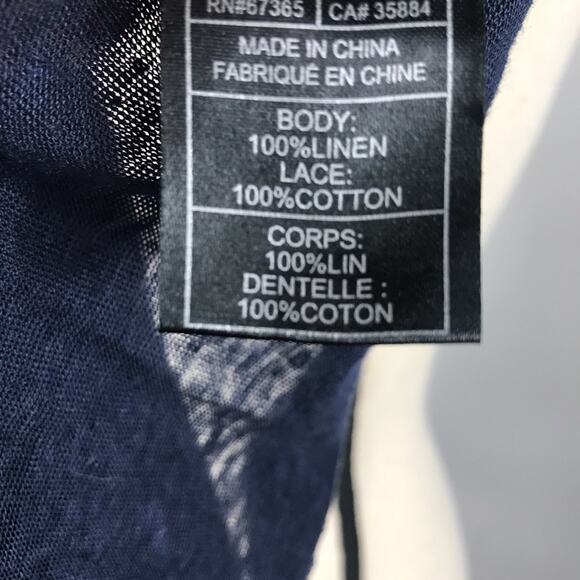 RN#67365 CA# 35884
MADE IN CHINA
FABRIQUÉ EN CHINE
BODY:
100%LINEN
LACE:
100%COTTON
CORPS:
100%LIN
DENTELLE :
100%COTON